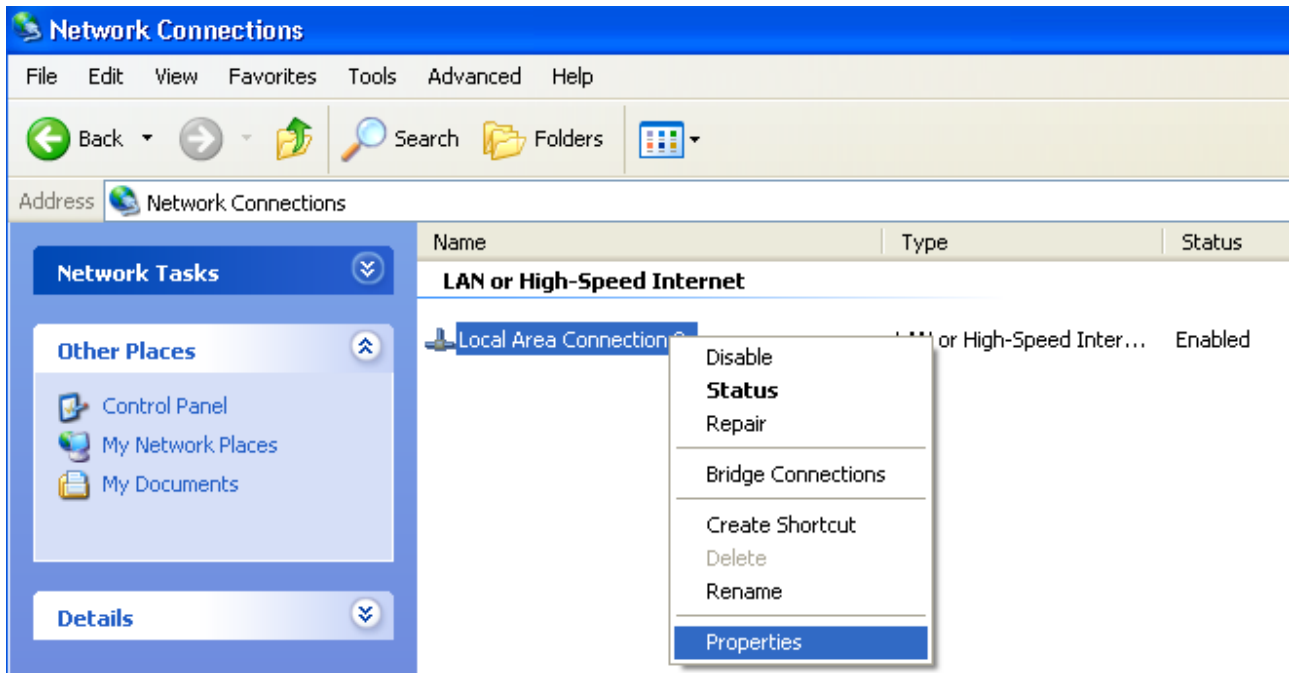 Network Connections
File Edit View Favorites Tools Advanced Help
Back Search Folders
Address Network Connections
Name Type Status
Network Tasks
LAN or High-Speed Internet
Other Places
Local Area Connection or High-Speed Inter... Enabled
Control Panel
My Network Places
My Documents
Details
Disable
Status
Repair
Bridge Connections
Create Shortcut
Delete
Rename
Properties